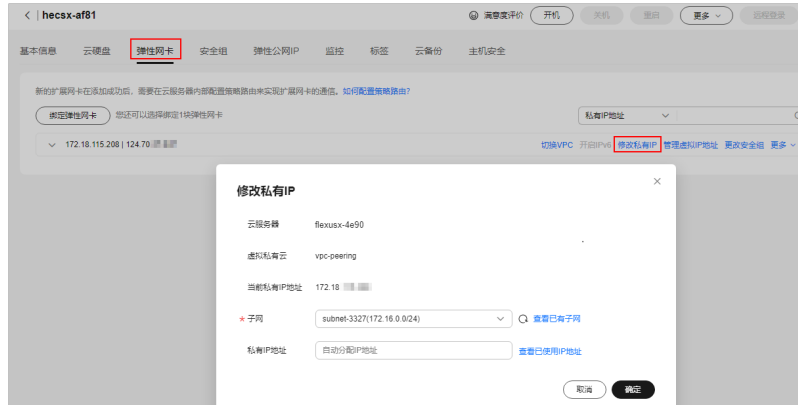 < | hecsx-af81
满意度评价 开机 关机 重启 更多 远程登录
基本信息 云硬盘 弹性网卡 安全组 弹性公网IP 监控 标签 云备份 主机安全
新的扩展网卡在添加成功后，需要在云服务器内部配置策略路由来实现扩展网卡的通信。如何配置策略路由?
绑定弹性网卡 您还可以选择绑定1块弹性网卡
私有IP地址
172.18.115.208 | 124.70.
切换VPC 开启IPv6 修改私有IP 管理虚拟IP地址 更改安全组 更多
修改私有IP
云服务器 flexusx-4e90
虚拟私有云 vpc-peering
当前私有IP地址 172.18
* 子网 subnet-3327(172.16.0.0/24) 查看已有子网
私有IP地址 自动分配IP地址 查看已使用IP地址
取消 确定